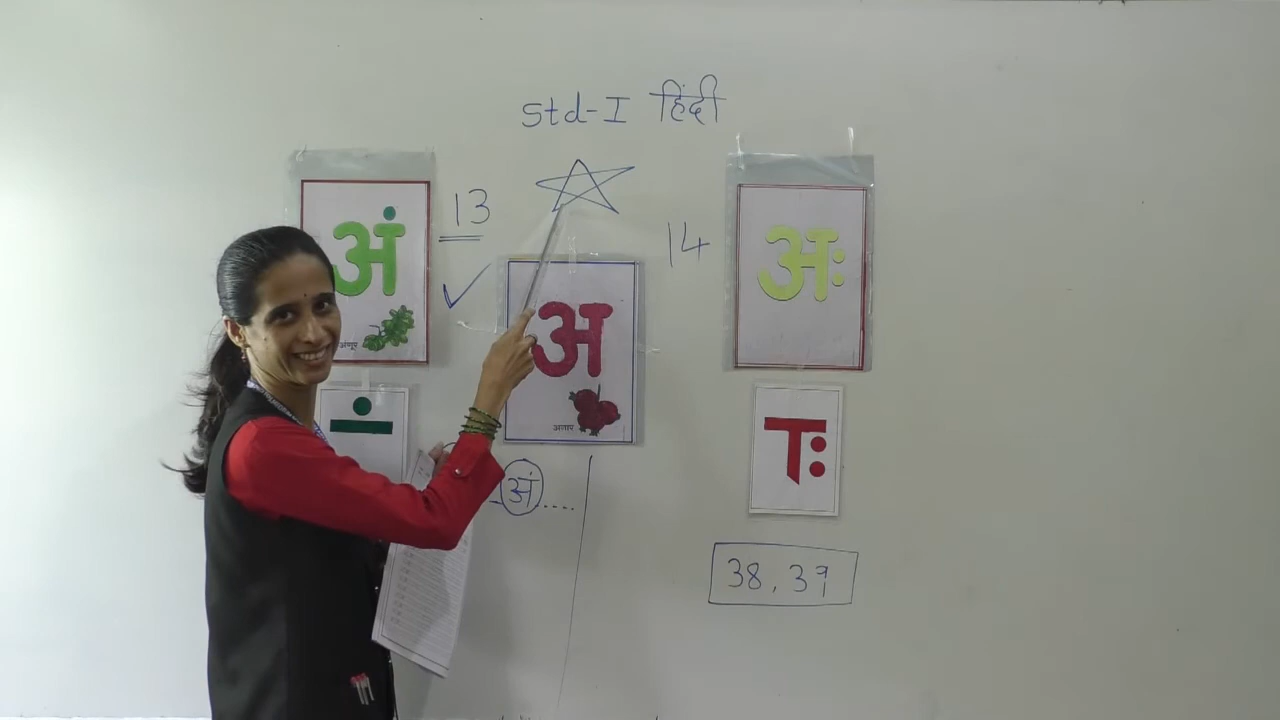 std-I हिंदी
अं
13
अंगूर
अ
अनार
14
अः
अं....
ः
38, 39